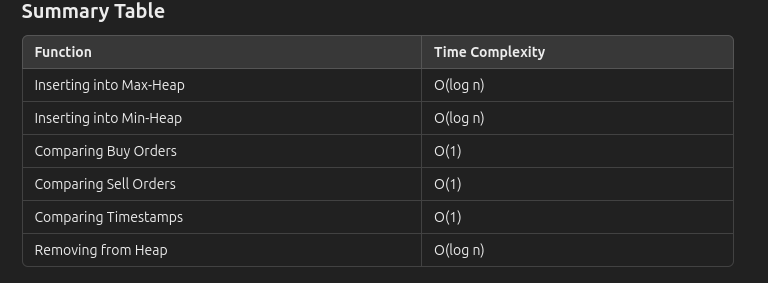 Summary Table
Function Time Complexity
Inserting into Max-Heap O(log n)
Inserting into Min-Heap O(log n)
Comparing Buy Orders O(1)
Comparing Sell Orders O(1)
Comparing Timestamps O(1)
Removing from Heap O(log n)